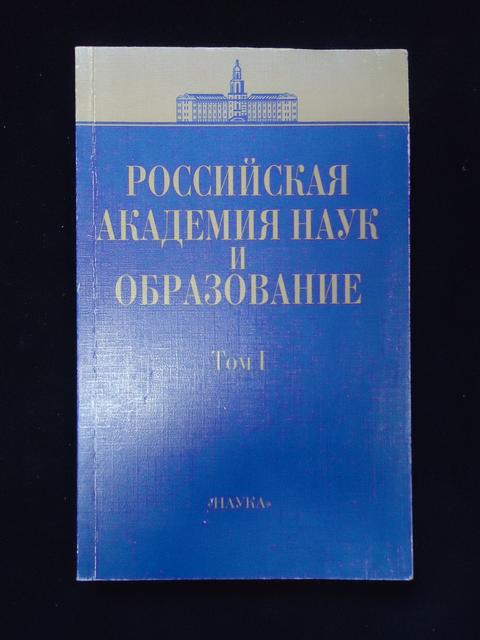 РОССИЙСКАЯ
АКАДЕМИЯ НАУК
И
ОБРАЗОВАНИЕ
Том I
«НАУКА»